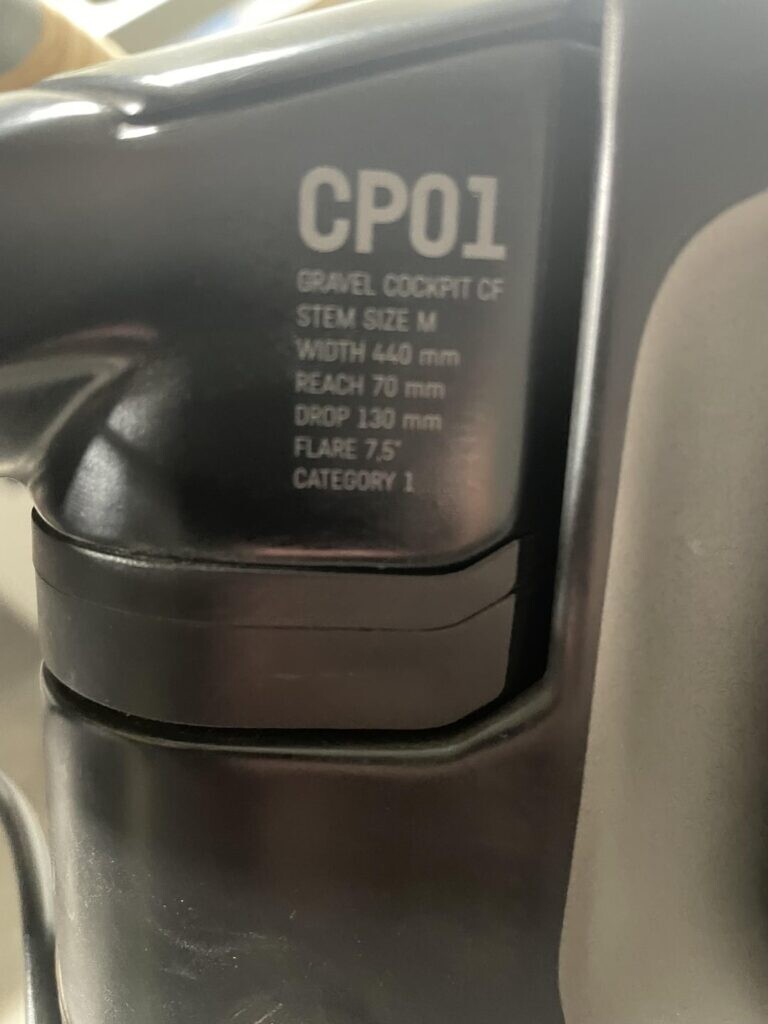 CP01
GRAVEL COCKPIT CF
STEM SIZE M
WIDTH 440 mm
REACH 70 mm
DROP 130 mm
FLARE 7,5°
CATEGORY 1